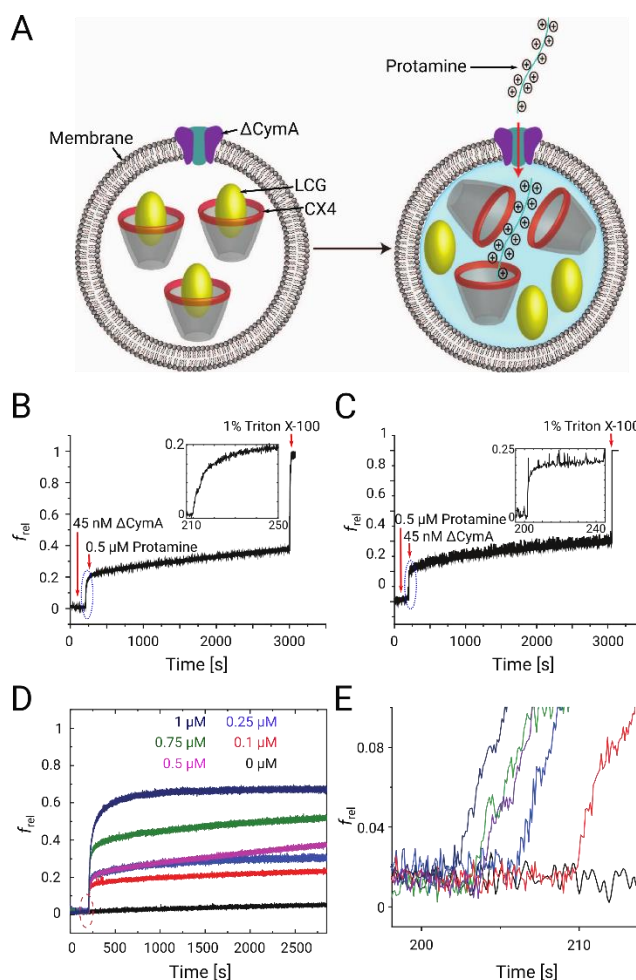 A
Protamine
Membrane
ΔCymA
LCG
CX4
B
1% Triton X-100
1
0.8
0.6
0.4
0.2
0
f_rel
0.2
0
210
250
45 nM ΔCymA
0.5 µM Protamine
0
500
1000
1500
2000
2500
3000
Time [s]
C
1% Triton X-100
1
0.8
0.6
0.4
0.2
0
f_rel
0.25
0
200
240
0.5 µM Protamine
45 nM ΔCymA
0
1000
2000
3000
Time [s]
D
1 µM
0.25 µM
0.75 µM
0.1 µM
0.5 µM
0 µM
1
0.8
0.6
0.4
0.2
0
f_rel
0
500
1000
1500
2000
2500
Time [s]
E
0.08
0.04
0
f_rel
200
210
Time [s]